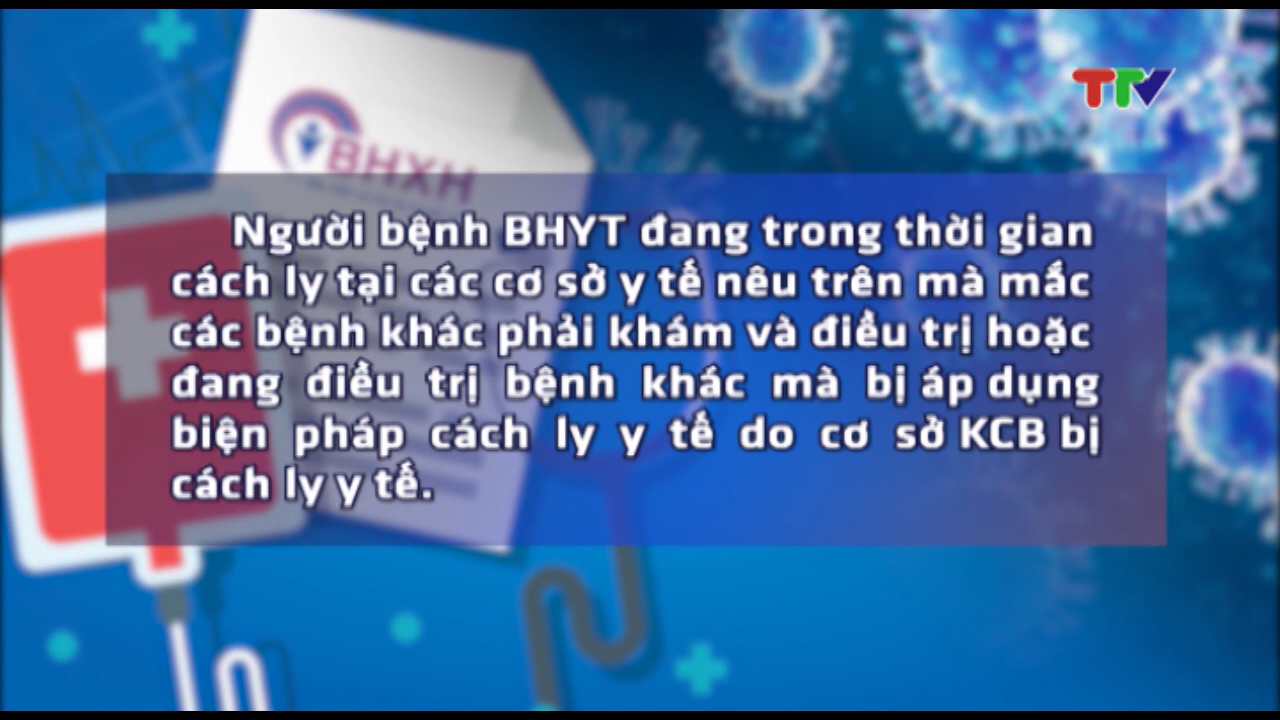 TTV
BHXH
Người bệnh BHYT đang trong thời gian
cách ly tại các cơ sở y tế nêu trên mà mắc
các bệnh khác phải khám và điều trị hoặc
đang điều trị bệnh khác mà bị áp dụng
biện pháp cách ly y tế do cơ sở KCB bị
cách ly y tế.